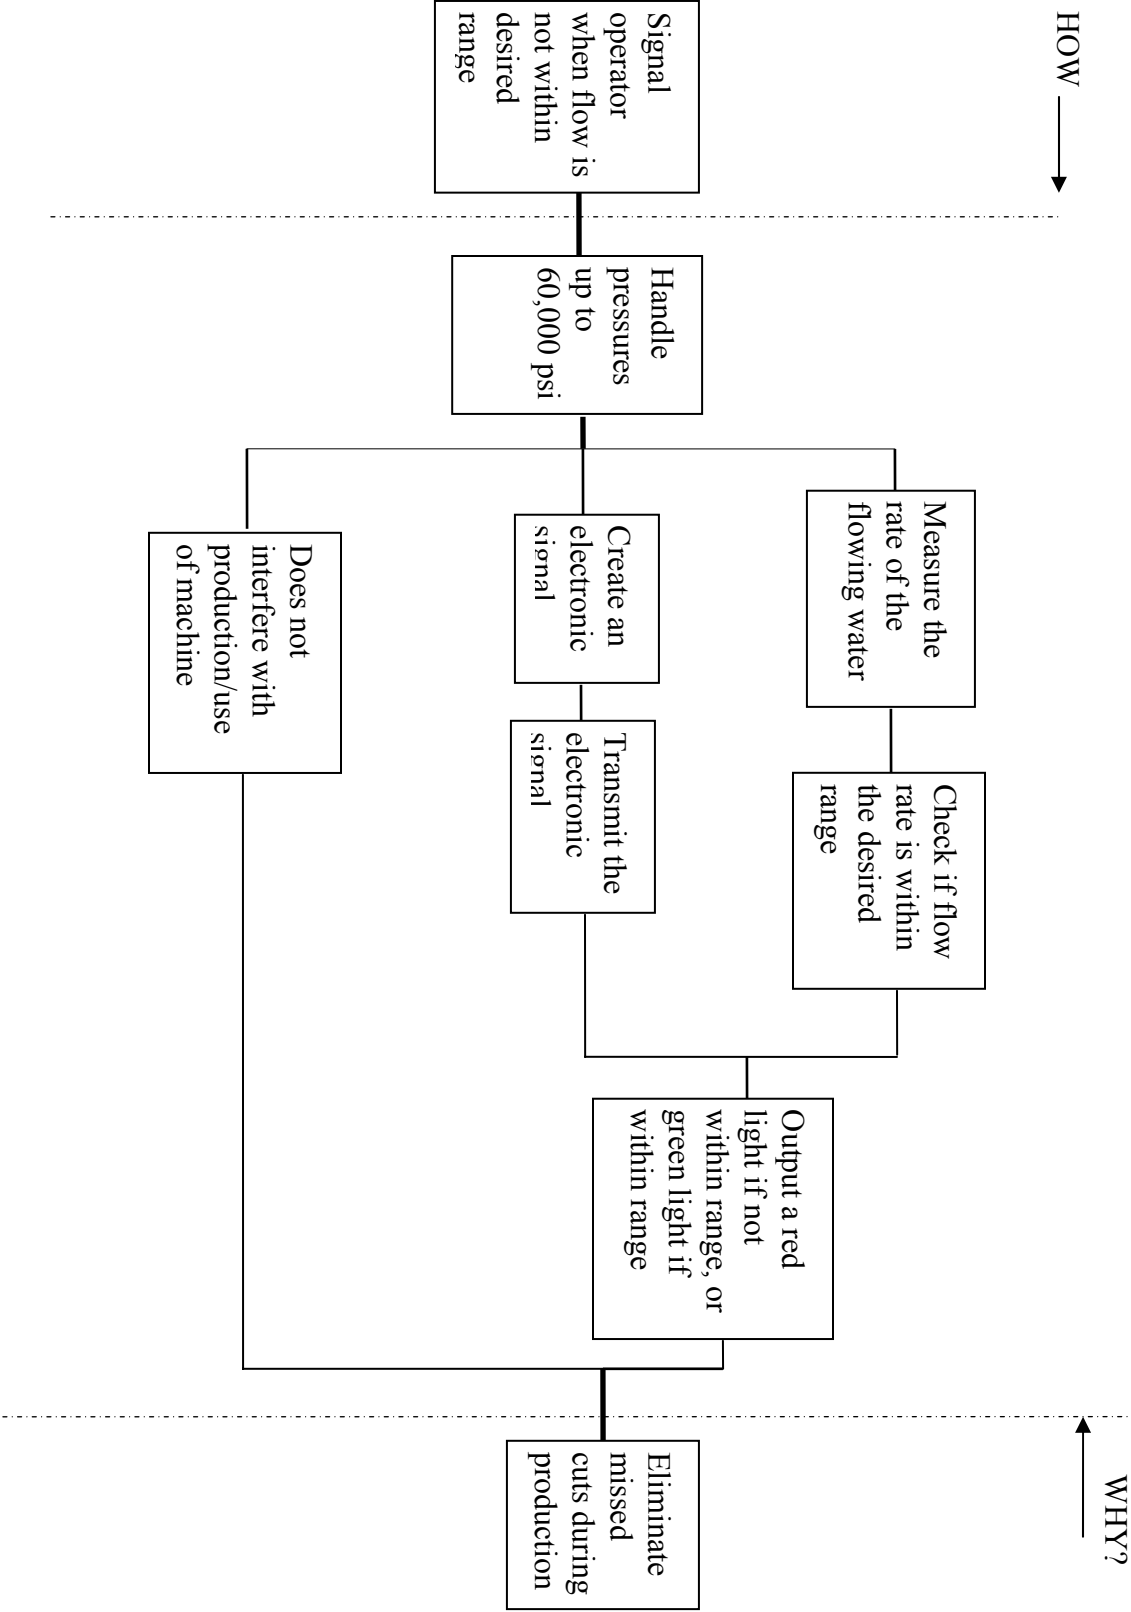 HOW
WHY?
Signal
operator
when flow is
not within
desired
range
Handle
pressures
up to
60,000 psi
Measure the
rate of the
flowing water
Check if flow
rate is within
the desired
range
Create an
electronic
signal
Transmit the
electronic
signal
Does not
interfere with
production/use
of machine
Output a red
light if not
within range, or
green light if
within range
Eliminate
missed
cuts during
production